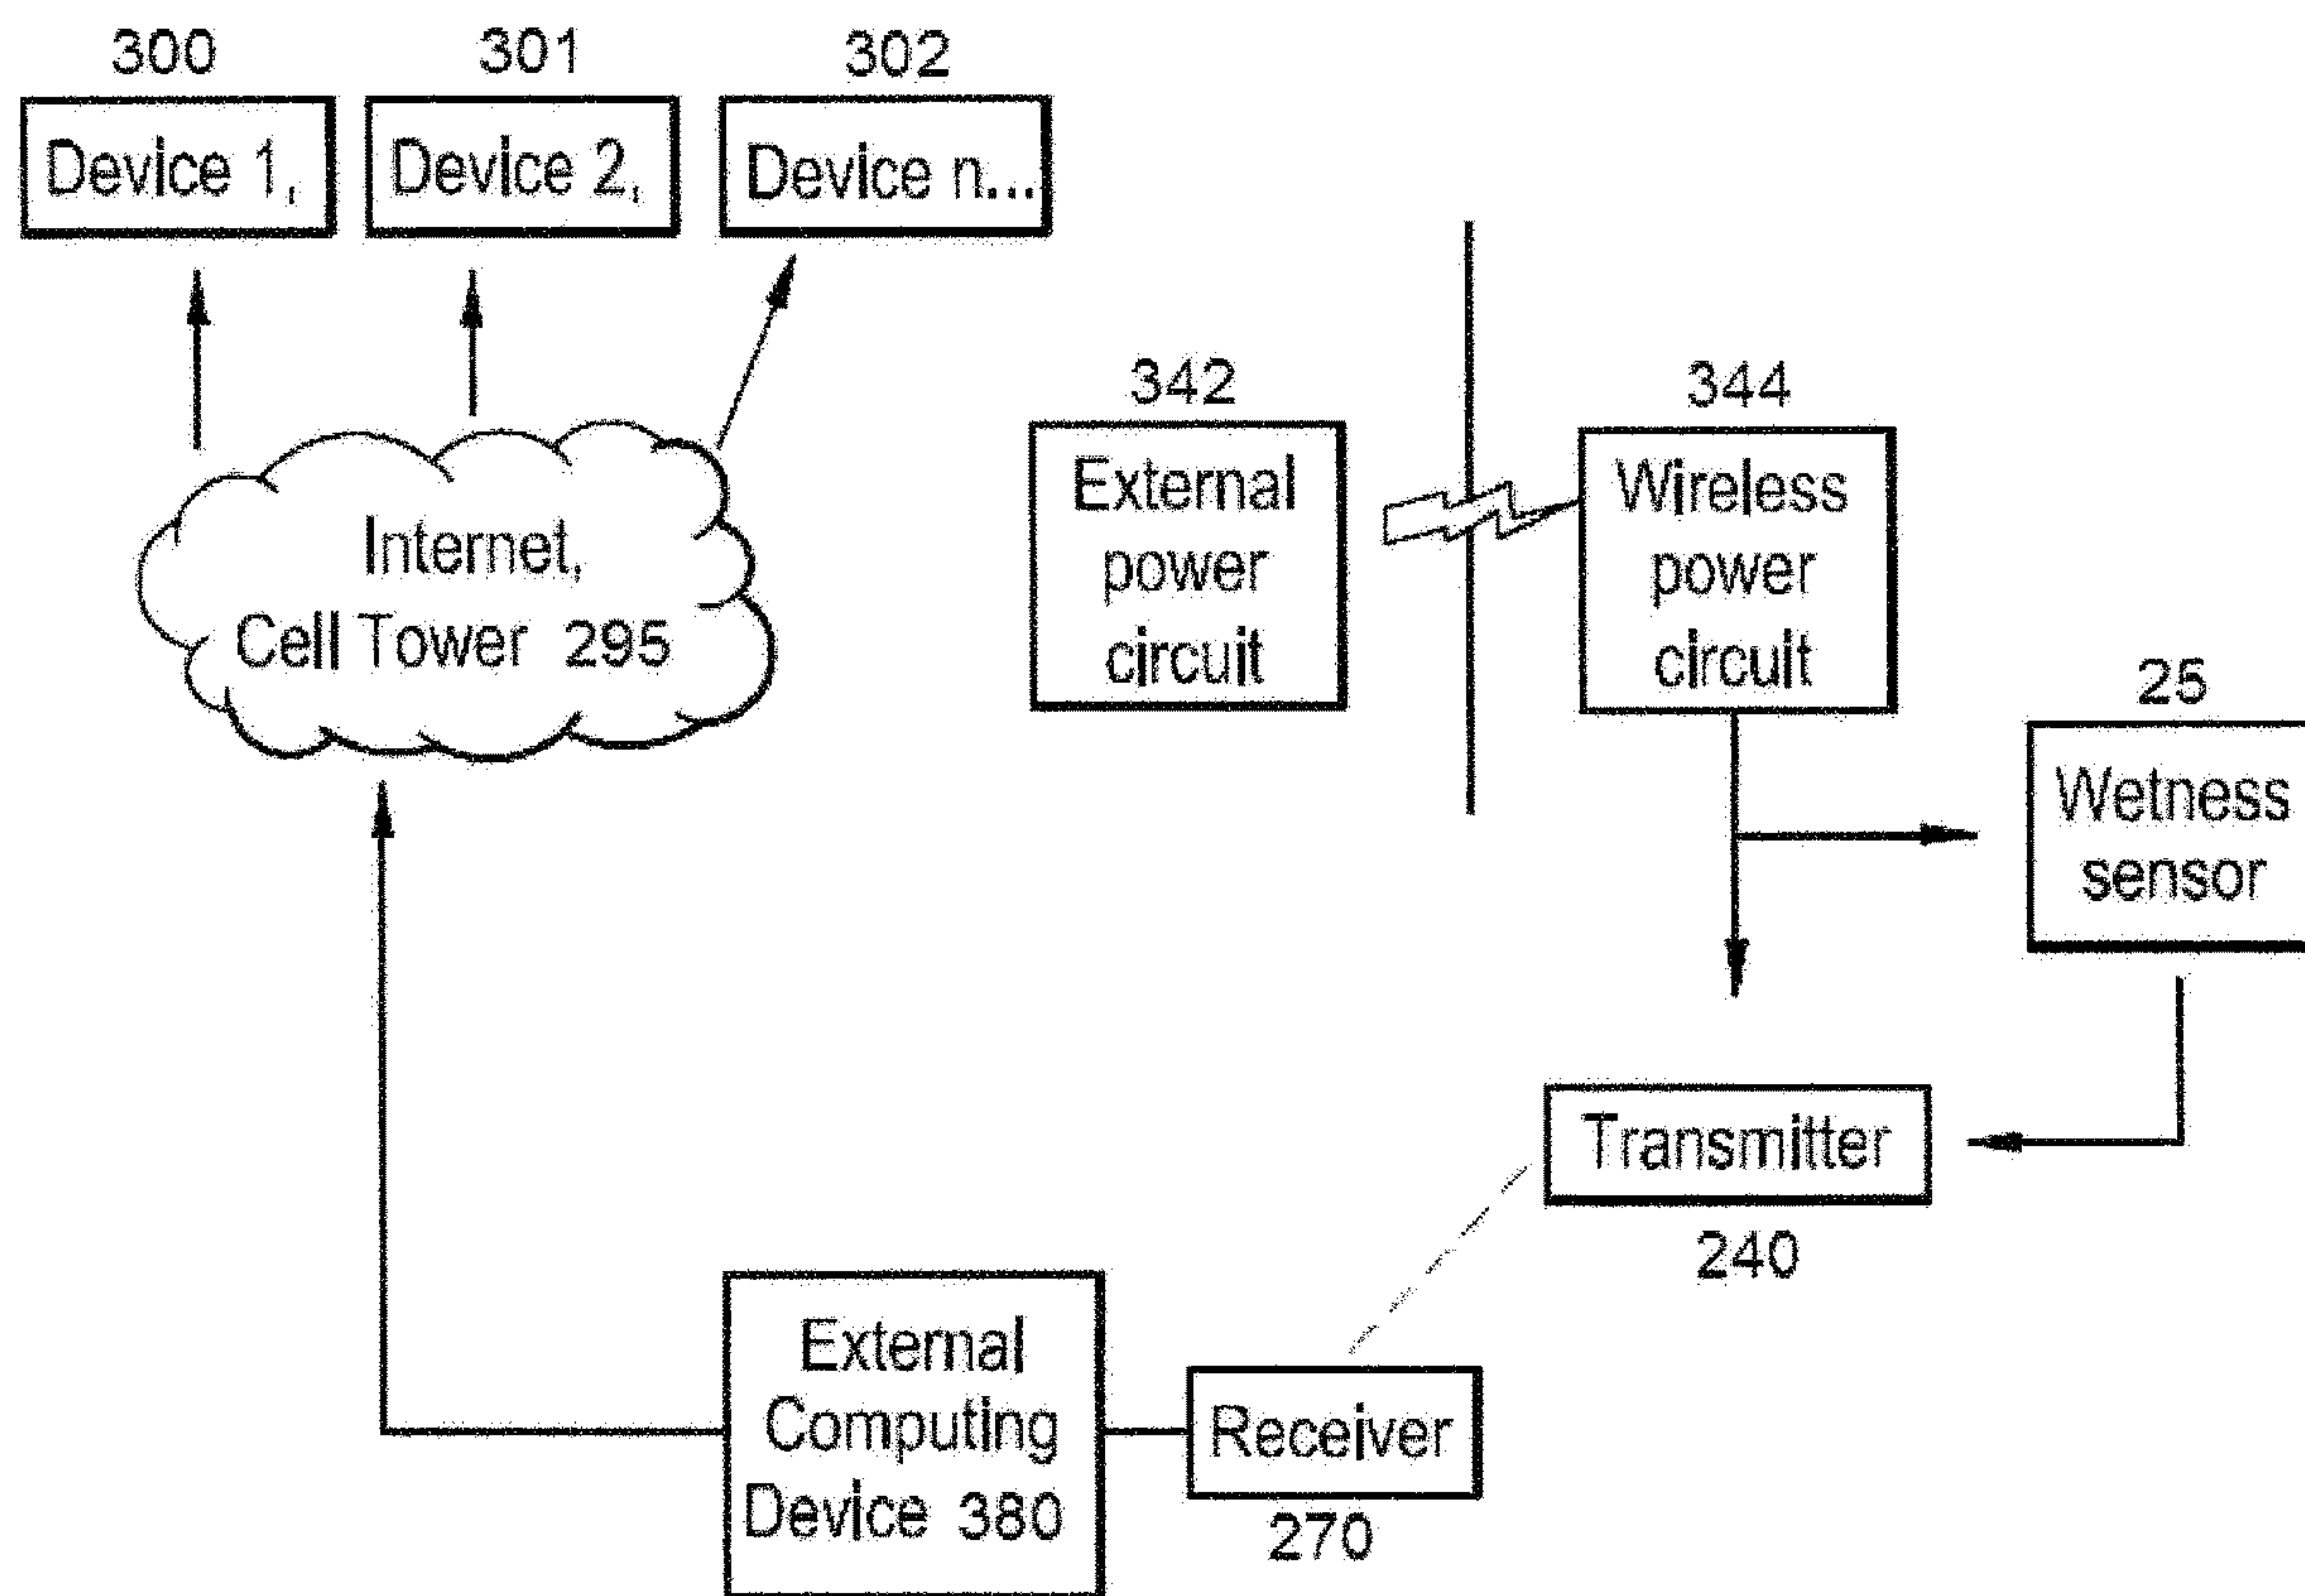 300
301
302
Device 1,
Device 2,
Device n...
342
344
External
power
circuit
Wireless
power
circuit
Internet,
Cell Tower 295
25
Wetness
sensor
Transmitter
240
External
Computing
Device 380
Receiver
270